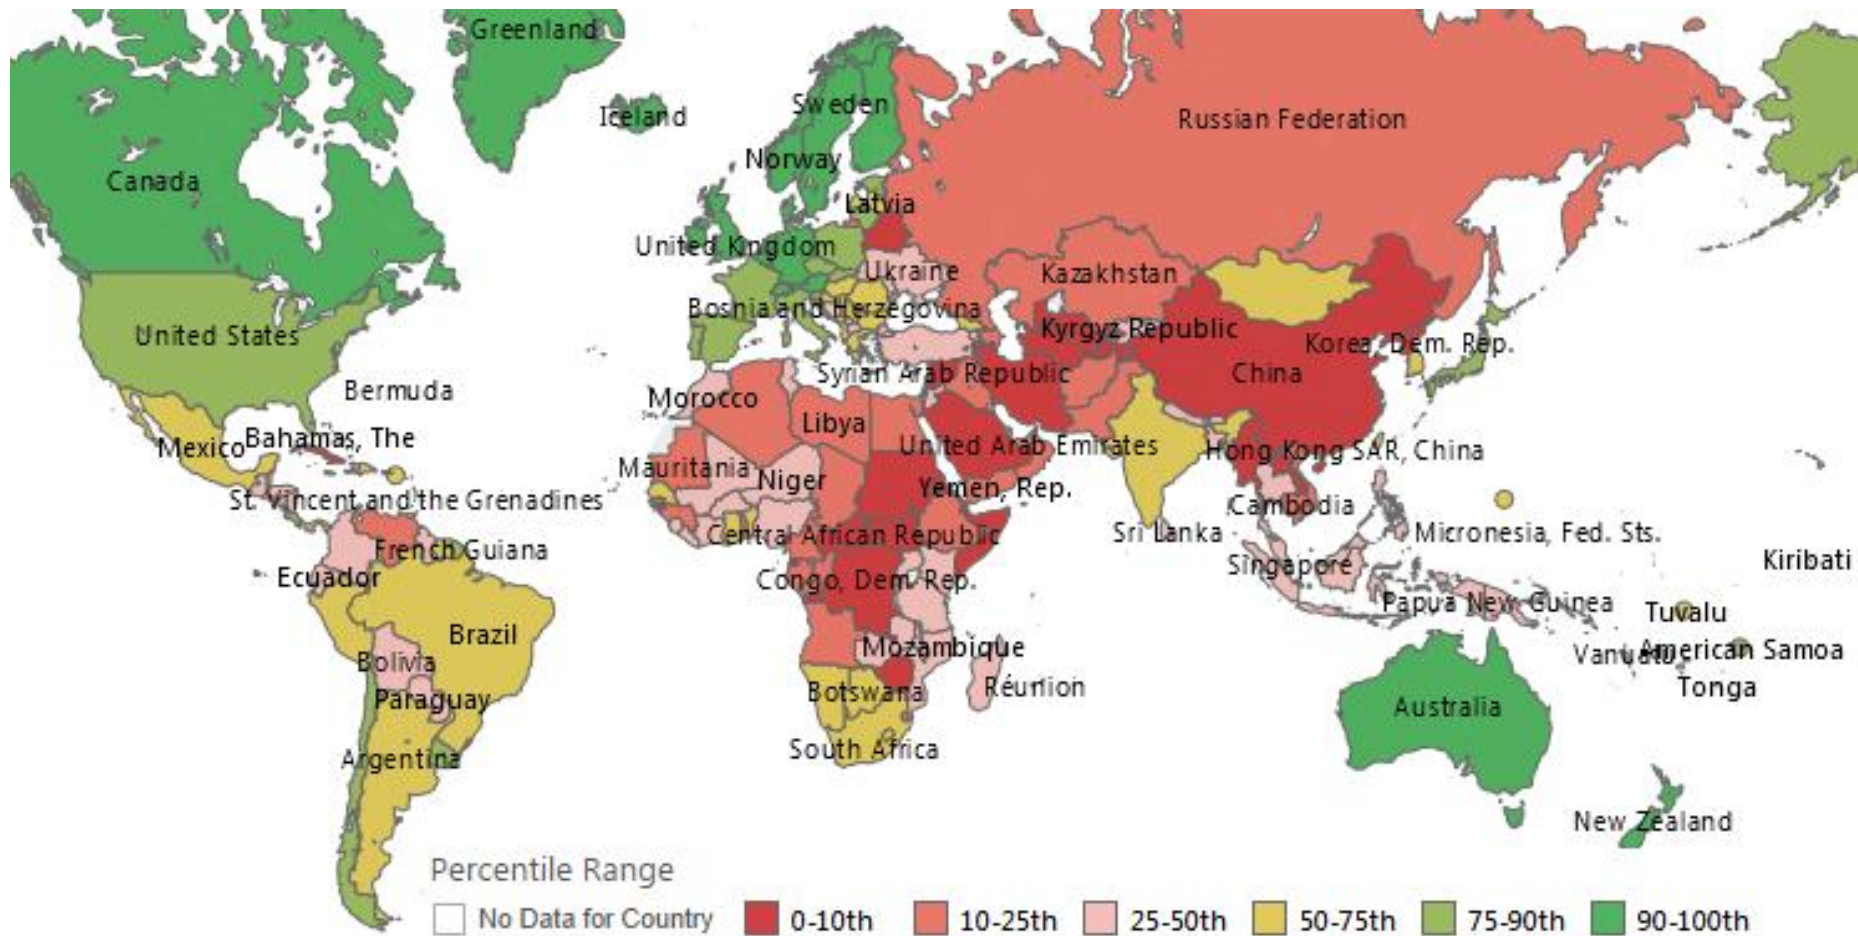 Greenland
Iceland
Sweden
Russian Federation
Norway
Canada
Latvia
United Kingdom
Ukraine
Kazakhstan
Bosnia and Herzegovina
United States
Kyrgyz Republic
Korea, Dem. Rep.
Syrian Arab Republic
China
Bermuda
Morocco
Libya
Mexico
Bahamas, The
United Arab Emirates
Hong Kong SAR, China
Mauritania
Niger
Yemen, Rep.
St. Vincent and the Grenadines
Cambodia
Central African Republic
Sri Lanka
Micronesia, Fed. Sts.
French Guiana
Singapore
Kiribati
Ecuador
Congo, Dem. Rep.
Papua New Guinea
Tuvalu
Brazil
Mozambique
Vanuatu
American Samoa
Bolivia
Botswana
Réunion
Tonga
Paraguay
Australia
South Africa
Argentina
New Zealand
Percentile Range
No Data for Country
0-10th
10-25th
25-50th
50-75th
75-90th
90-100th